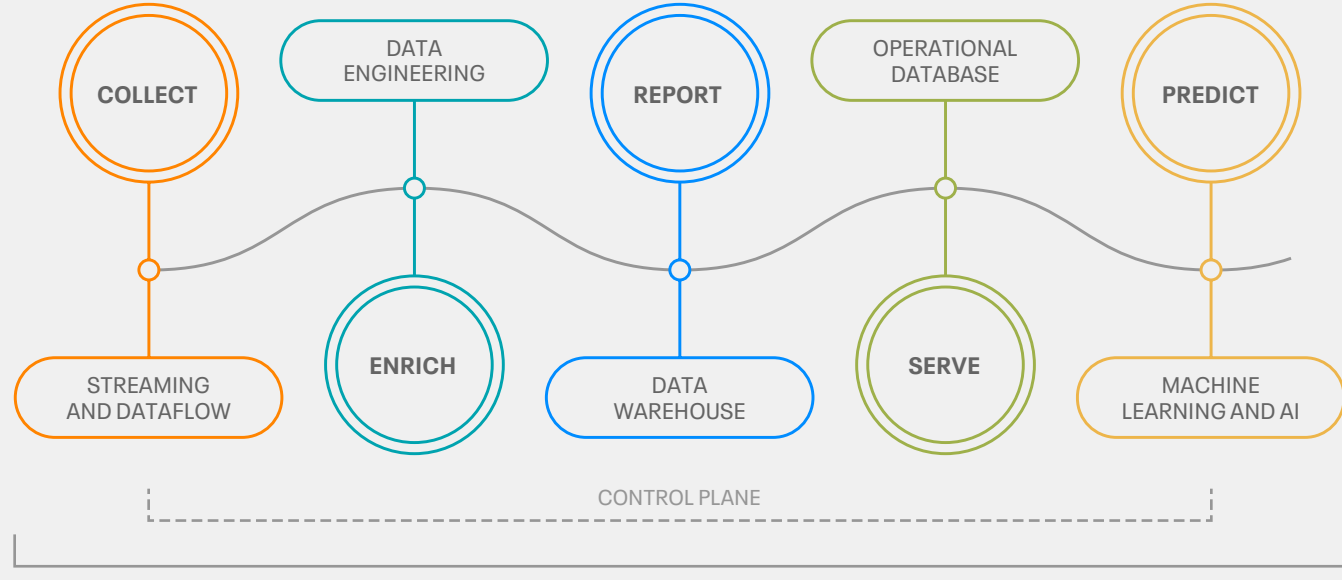 COLLECT
DATA
ENGINEERING
REPORT
OPERATIONAL
DATABASE
PREDICT
STREAMING
AND DATAFLOW
ENRICH
DATA
WAREHOUSE
SERVE
MACHINE
LEARNING AND AI
CONTROL PLANE